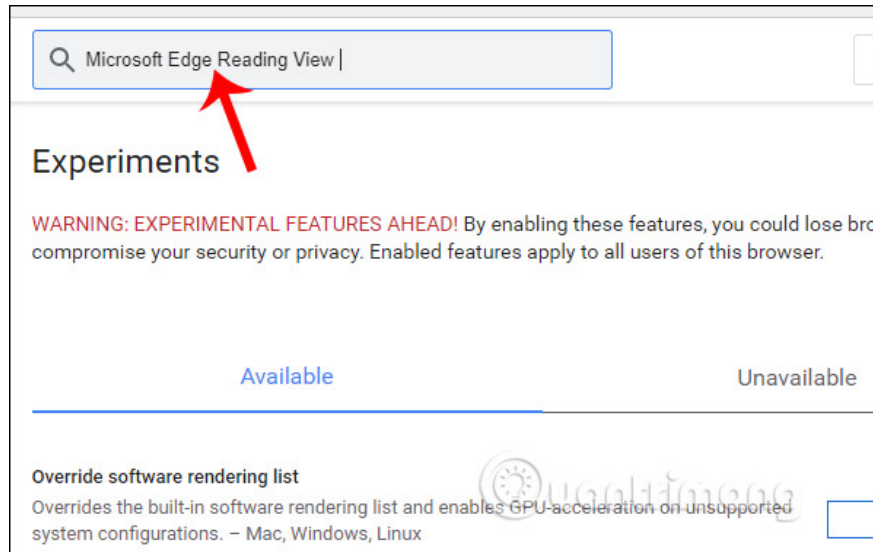 Microsoft Edge Reading View
Experiments
WARNING: EXPERIMENTAL FEATURES AHEAD! By enabling these features, you could lose bro
compromise your security or privacy. Enabled features apply to all users of this browser.
Available
Unavailable
Override software rendering list
Overrides the built-in software rendering list and enables GPU-acceleration on unsupported
system configurations. – Mac, Windows, Linux
Quantrimang